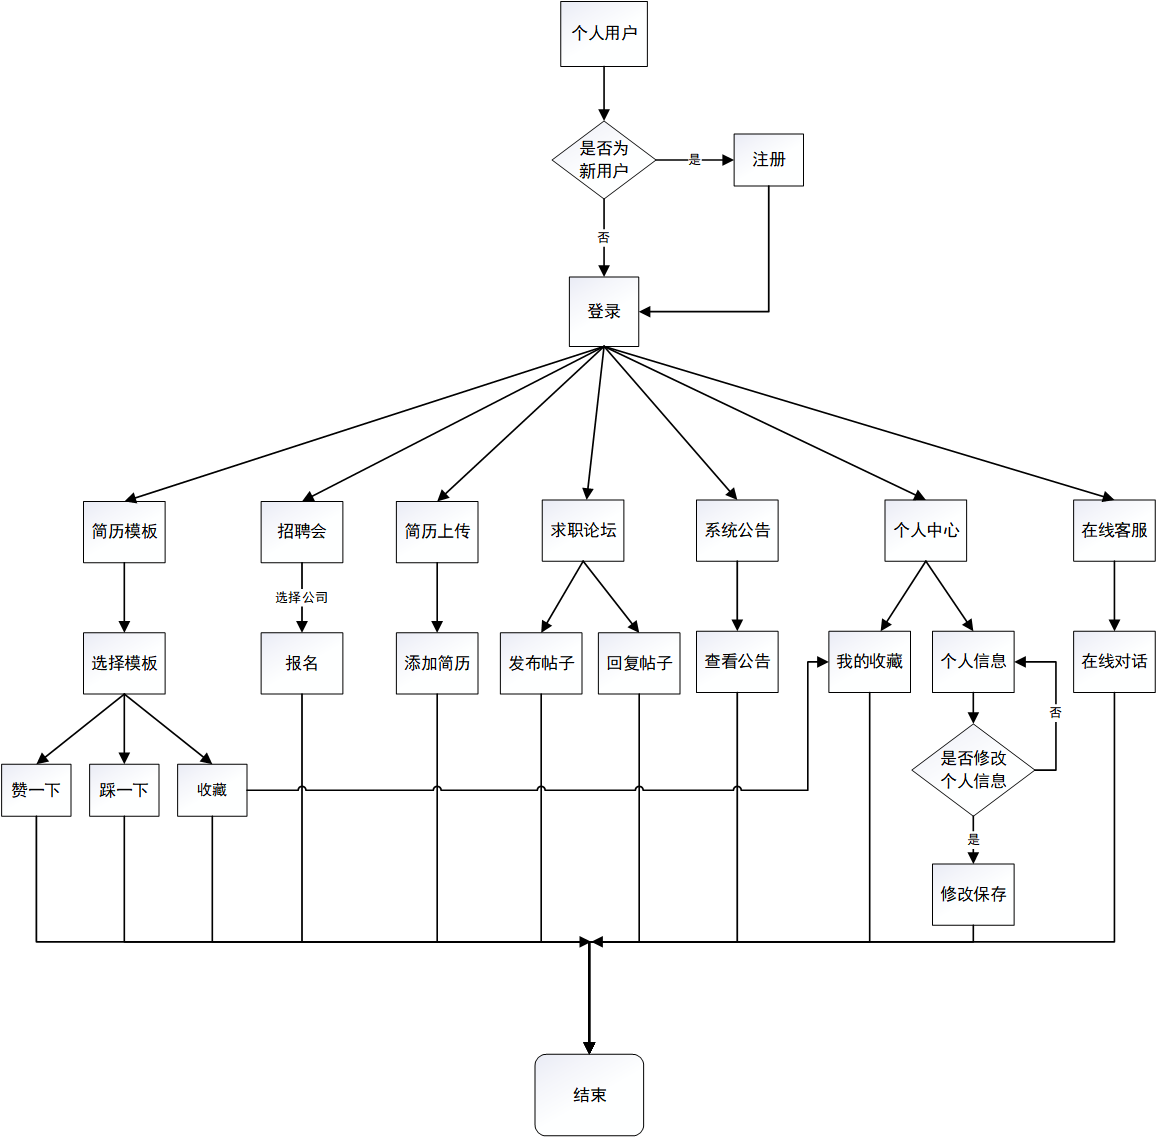 个人用户
是否为
新用户
是
注册
否
登录
简历模板
招聘会
简历上传
求职论坛
系统公告
个人中心
在线客服
选择公司
选择模板
报名
添加简历
发布帖子
回复帖子
查看公告
我的收藏
个人信息
在线对话
否
是否修改
个人信息
赞一下
踩一下
收藏
是
修改保存
结束